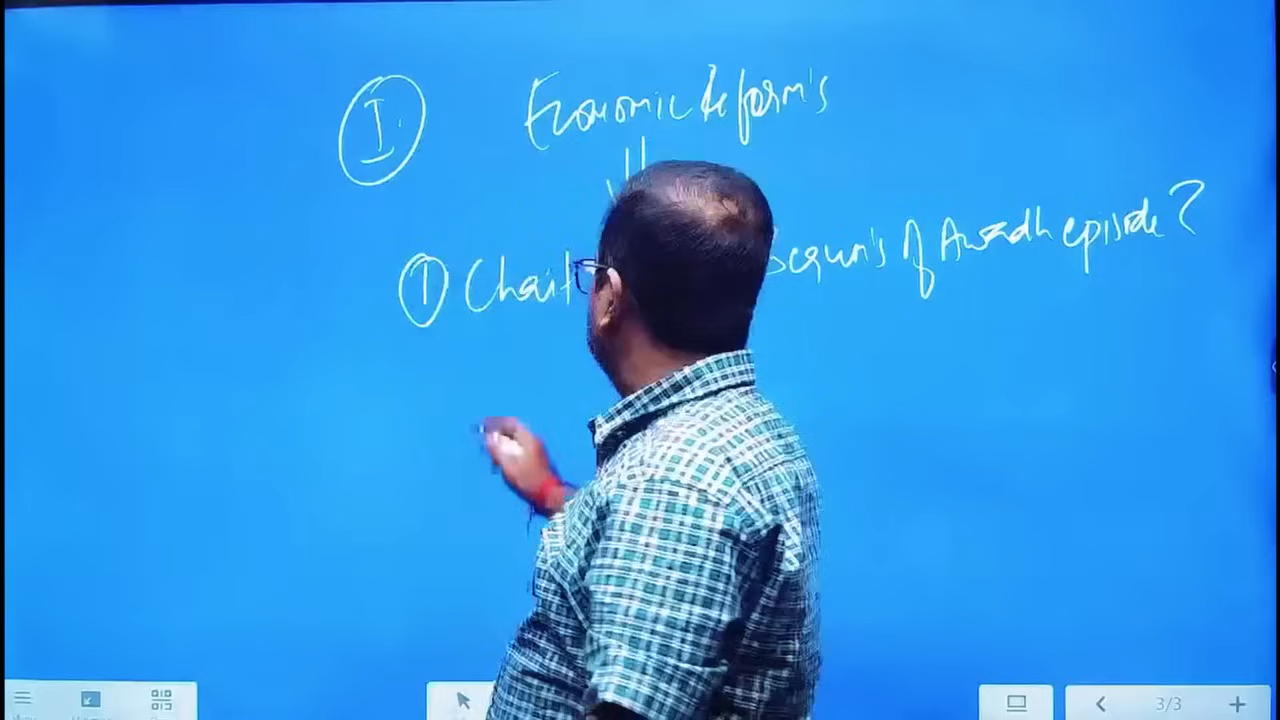 I
Economic Reform's
① Chait of Awadh episode?
3/3